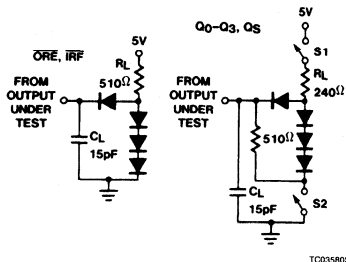 ORE, IRF
5V
RL
510Ω
FROM
OUTPUT
UNDER
TEST
CL
15pF
Q0–Q3, QS
5V
S1
RL
240Ω
FROM
OUTPUT
UNDER
TEST
510Ω
CL
15pF
S2